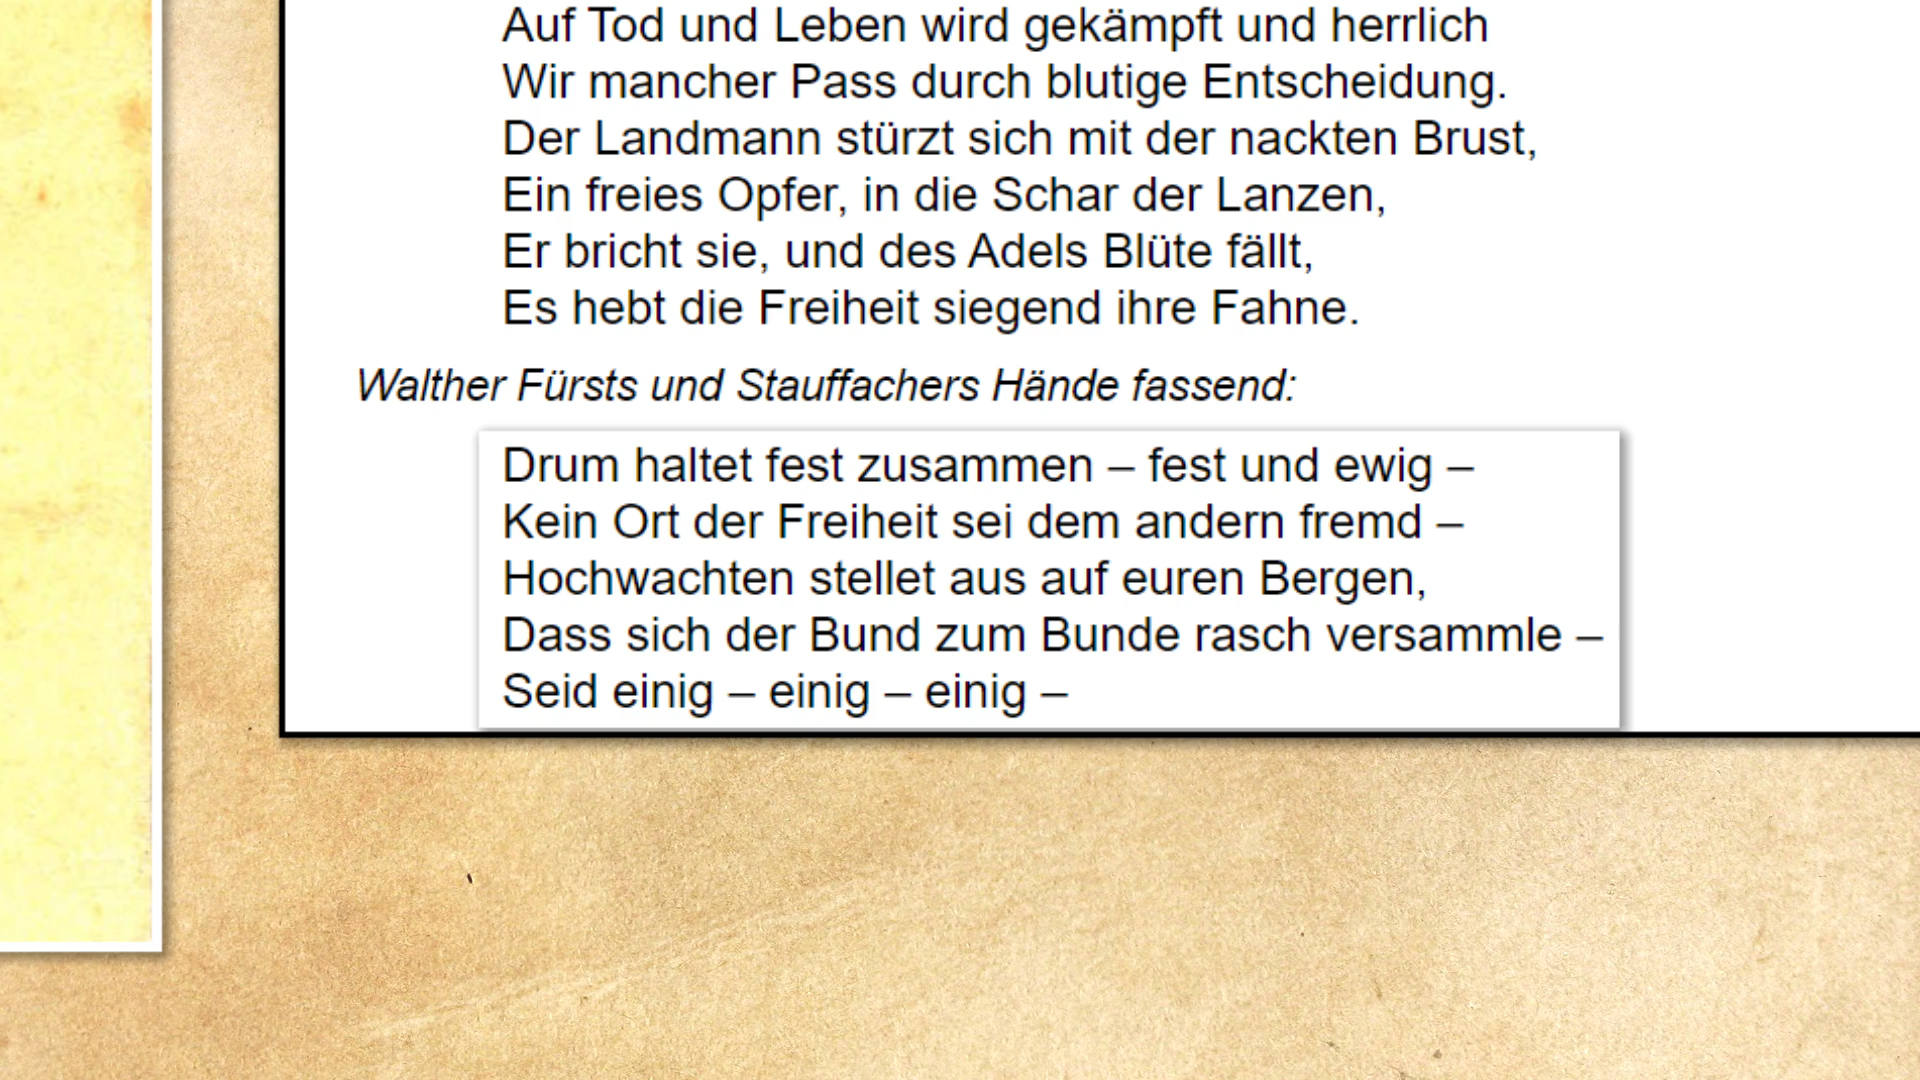 Auf Tod und Leben wird gekämpft und herrlich
Wir mancher Pass durch blutige Entscheidung.
Der Landmann stürzt sich mit der nackten Brust,
Ein freies Opfer, in die Schar der Lanzen,
Er bricht sie, und des Adels Blüte fällt,
Es hebt die Freiheit siegend ihre Fahne.
Walther Fürsts und Stauffachers Hände fassend:
Drum haltet fest zusammen – fest und ewig –
Kein Ort der Freiheit sei dem andern fremd –
Hochwachten stellet aus auf euren Bergen,
Dass sich der Bund zum Bunde rasch versammle –
Seid einig – einig – einig –